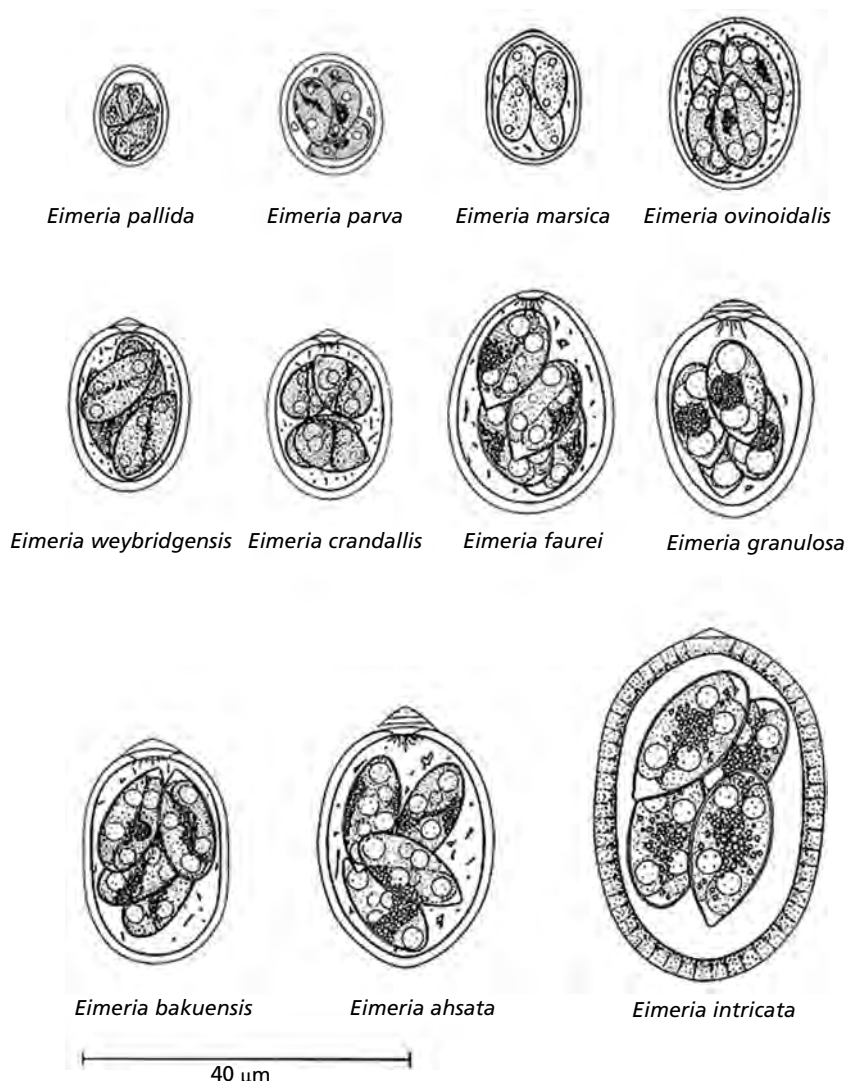 Eimeria pallida
Eimeria parva
Eimeria marsica
Eimeria ovinoidalis
Eimeria weybridgensis
Eimeria crandallis
Eimeria faurei
Eimeria granulosa
Eimeria bakuensis
Eimeria ahsata
Eimeria intricata
40 µm